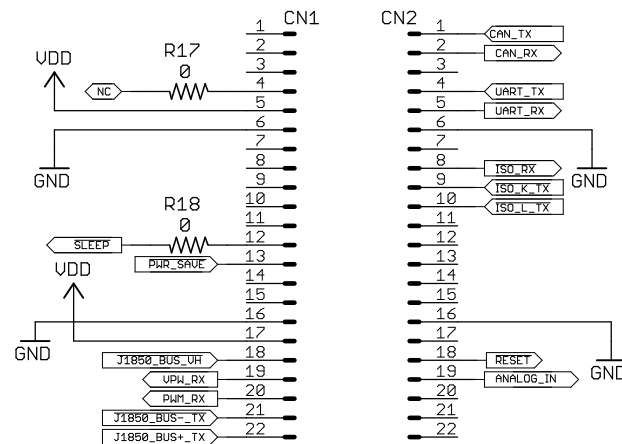 CN1 CN2
1 1 CAN_TX
R17 2 2 CAN_RX
VDD 0 3 3
NC 4 4 UART_TX
5 5 UART_RX
6 6
7 7
8 8 ISO_RX
GND 9 9 ISO_K_TX GND
R18 10 10 ISO_L_TX
0 11 11
SLEEP 12 12
PWR_SAVE 13 13
VDD 14 14
15 15
16 16
GND 17 17
J1850_BUS_VH 18 18 RESET
VPW_RX 19 19 ANALOG_IN GND
PWM_RX 20 20
J1850_BUS-_TX 21 21
J1850_BUS+_TX 22 22